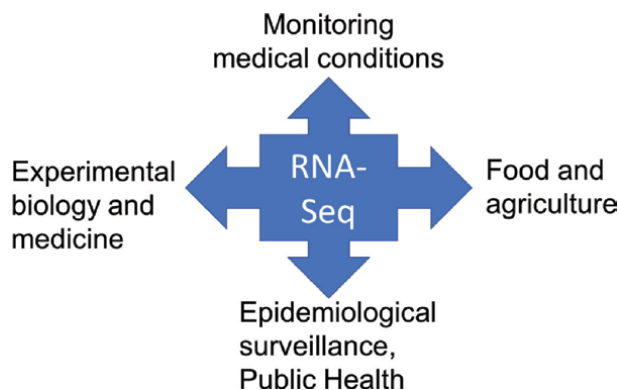 Monitoring
medical conditions
Experimental
biology and
medicine
RNA-
Seq
Food and
agriculture
Epidemiological
surveillance,
Public Health